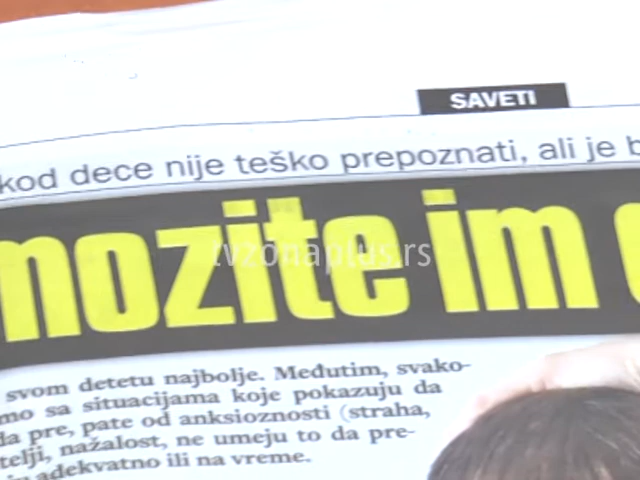 SAVETI
kod dece nije teško prepoznati, ali je b
mozite im
tvzonaplus.rs
svom detetu najbolje. Međutim, svako-
mo sa situacijama koje pokazuju da
da pre, pate od anksioznosti (straha,
telji, nažalost, ne umeju to da pre-
ju adekvatno ili na vreme.